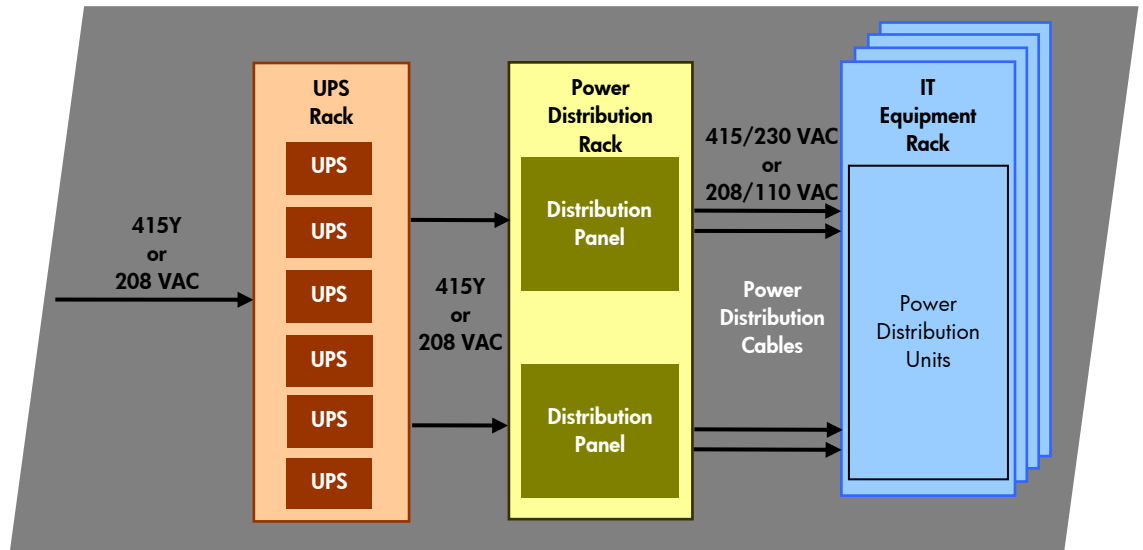 415Y
or
208 VAC
UPS
Rack
UPS
UPS
UPS
UPS
UPS
UPS
415Y
or
208 VAC
Power
Distribution
Rack
Distribution
Panel
Distribution
Panel
415/230 VAC
or
208/110 VAC
Power
Distribution
Cables
IT
Equipment
Rack
Power
Distribution
Units